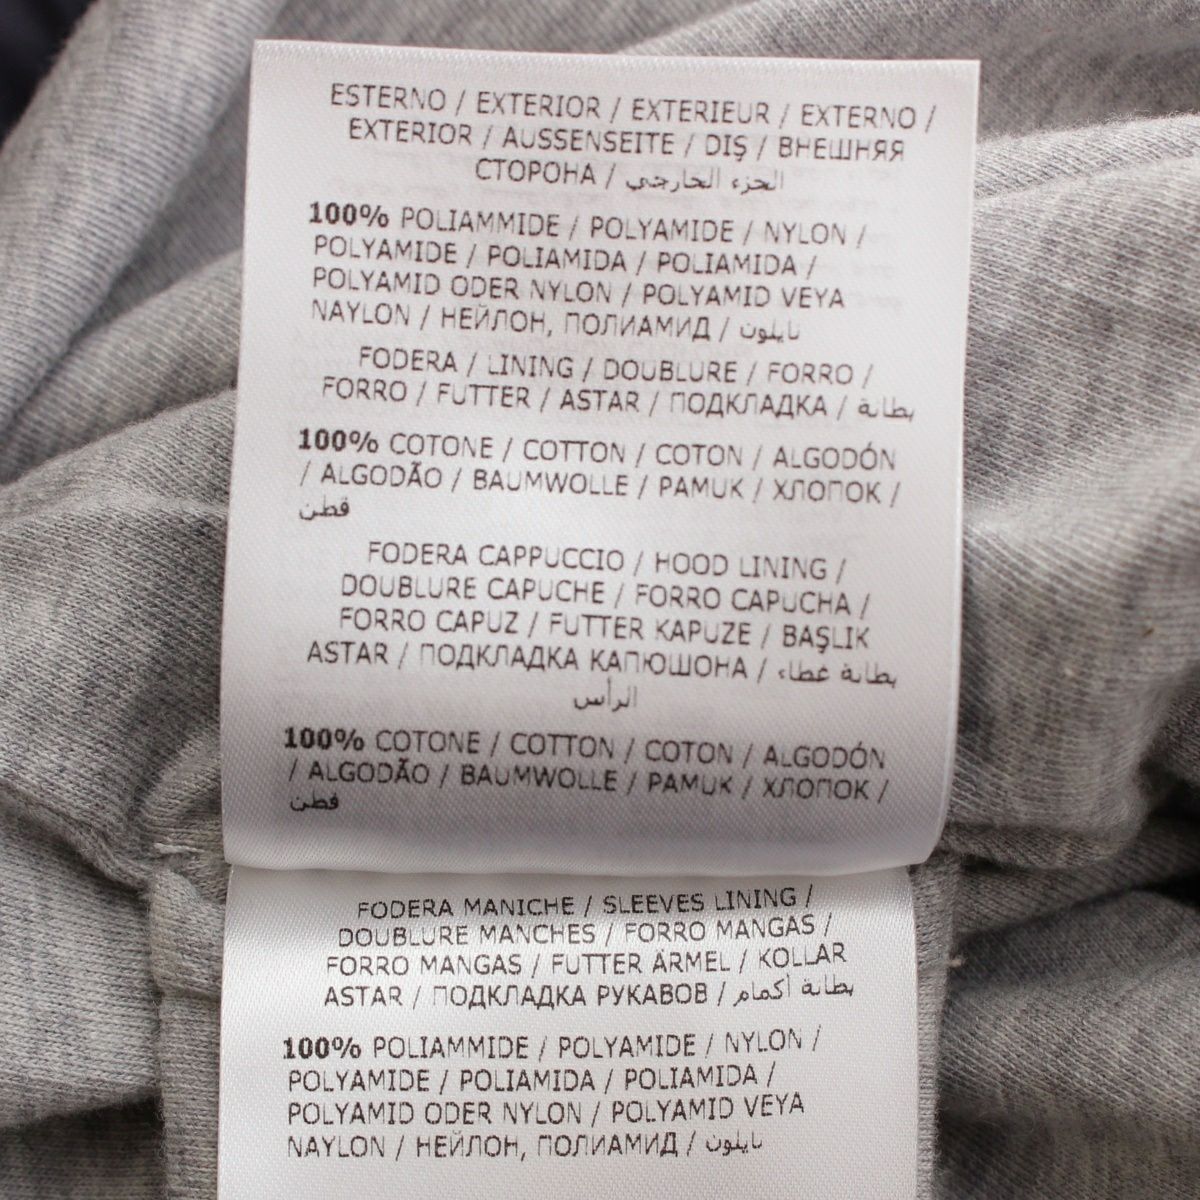 ESTERNO / EXTERIOR / EXTERIEUR / EXTERNO /
EXTERIOR / AUSSENSEITE / DIŞ / ВНЕШНЯЯ
СТОРОНА / الجزء الخارجي
100% POLIAMMIDE / POLYAMIDE / NYLON /
POLYAMIDE / POLIAMIDA / POLIAMIDA /
POLYAMID ODER NYLON / POLYAMID VEYA
NAYLON / НЕЙЛОН, ПОЛИАМИД / نايلون
FODERA / LINING / DOUBLURE / FORRO /
FORRO / FUTTER / ASTAR / ПОДКЛАДКА / بطانة
100% COTONE / COTTON / COTON / ALGODÓN
/ ALGODÃO / BAUMWOLLE / PAMUK / ХЛОПОК /
قطن
FODERA CAPPUCCIO / HOOD LINING /
DOUBLURE CAPUCHE / FORRO CAPUCHA /
FORRO CAPUZ / FUTTER KAPUZE / BAŞLIK
ASTAR / ПОДКЛАДКА КАПЮШОНА / بطانة غطاء
الرأس
100% COTONE / COTTON / COTON / ALGODÓN
/ ALGODÃO / BAUMWOLLE / PAMUK / ХЛОПОК /
قطن
FODERA MANICHE / SLEEVES LINING /
DOUBLURE MANCHES / FORRO MANGAS /
FORRO MANGAS / FUTTER ÄRMEL / KOLLAR
ASTAR / ПОДКЛАДКА РУКАВОВ / بطانة أكمام
100% POLIAMMIDE / POLYAMIDE / NYLON /
POLYAMIDE / POLIAMIDA / POLIAMIDA /
POLYAMID ODER NYLON / POLYAMID VEYA
NAYLON / НЕЙЛОН, ПОЛИАМИД / نايلون